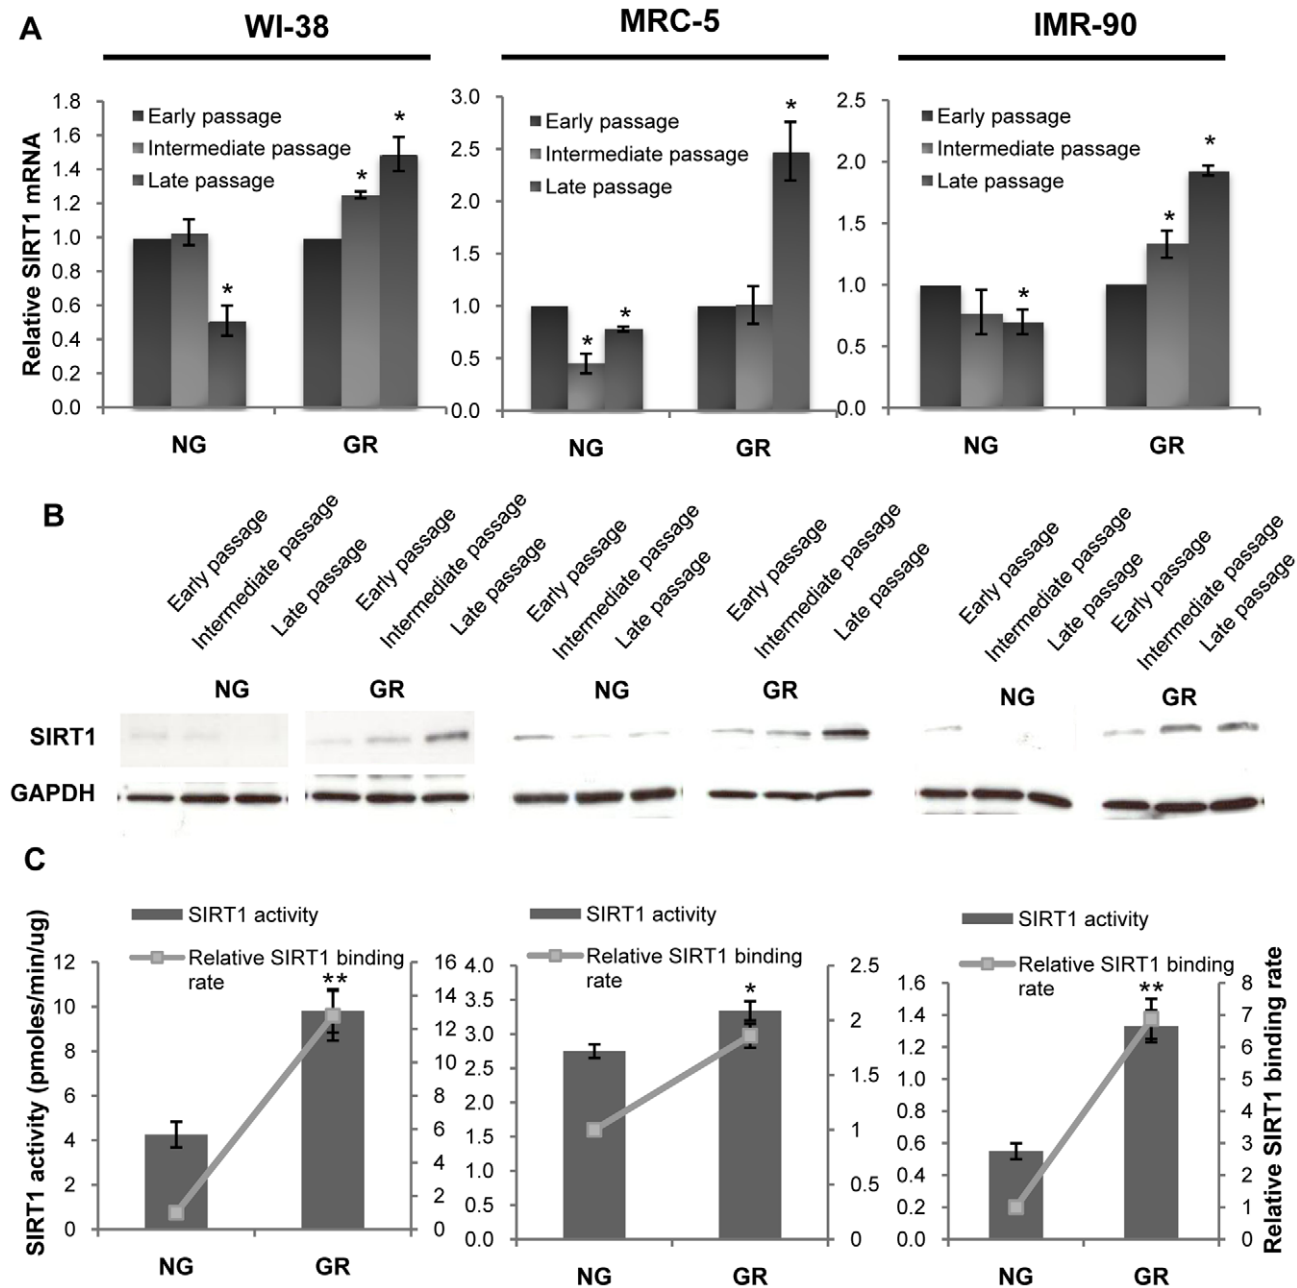 A
WI-38
MRC-5
IMR-90
Relative SIRT1 mRNA
1.8
1.6
1.4
1.2
1.0
0.8
0.6
0.4
0.2
0.0
Early passage
Intermediate passage
Late passage
*
*
*
NG
GR
3.0
2.5
2.0
1.5
1.0
0.5
0.0
Early passage
Intermediate passage
Late passage
*
*
*
NG
GR
2.5
2.0
1.5
1.0
0.5
0.0
Early passage
Intermediate passage
Late passage
*
*
*
NG
GR
B
Early passage
Intermediate passage
Late passage
Early passage
Intermediate passage
Late passage
Early passage
Intermediate passage
Late passage
Early passage
Intermediate passage
Late passage
Early passage
Intermediate passage
Late passage
Early passage
Intermediate passage
Late passage
NG
GR
NG
GR
NG
GR
SIRT1
GAPDH
C
SIRT1 activity (pmoles/min/ug)
SIRT1 activity
Relative SIRT1 binding
rate
12
10
8
6
4
2
0
**
16
14
12
10
8
6
4
2
0
NG
GR
SIRT1 activity
Relative SIRT1 binding
rate
4.0
3.5
3.0
2.5
2.0
1.5
1.0
0.5
0.0
*
2.5
2
1.5
1
0.5
0
NG
GR
SIRT1 activity
Relative SIRT1 binding
rate
1.6
1.4
1.2
1.0
0.8
0.6
0.4
0.2
0.0
**
8
7
6
5
4
3
2
1
0
NG
GR
Relative SIRT1 binding rate